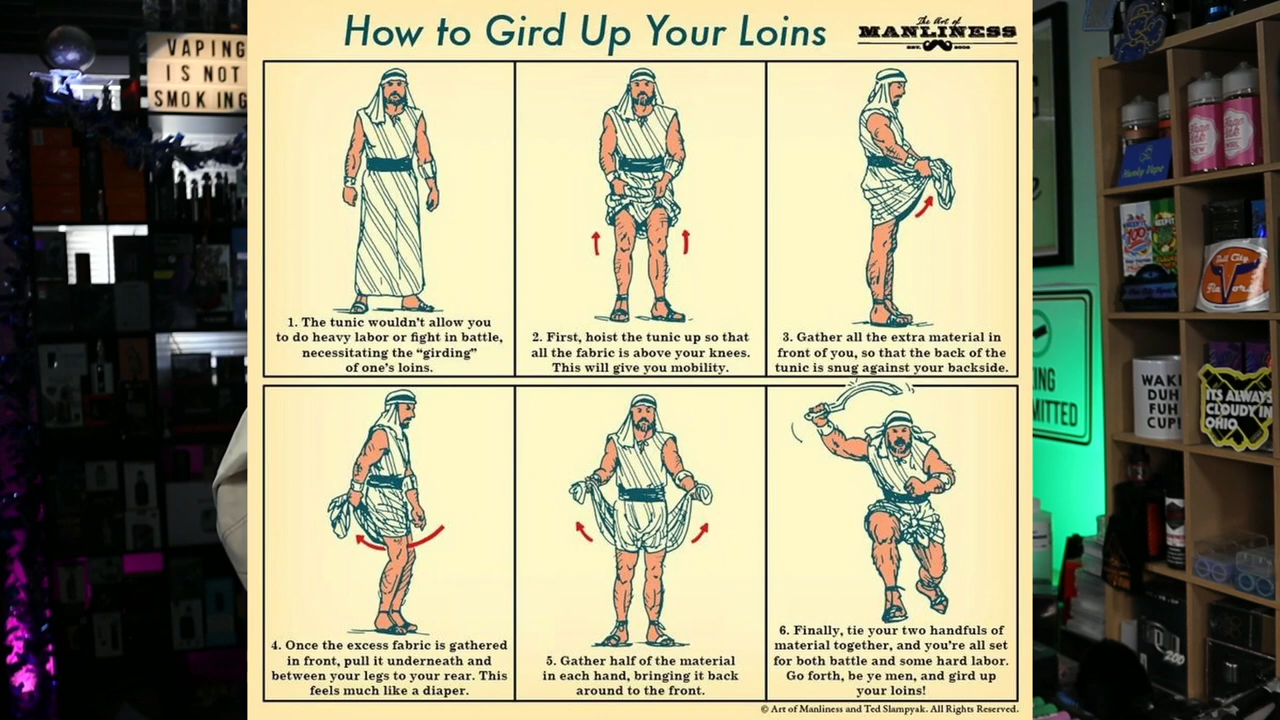 VAPING
IS NOT
SMOKING
How to Gird Up Your Loins
The Art of
MANLINESS
EST. 2008
1. The tunic wouldn't allow you
to do heavy labor or fight in battle,
necessitating the "girding"
of one's loins.
2. First, hoist the tunic up so that
all the fabric is above your knees.
This will give you mobility.
3. Gather all the extra material in
front of you, so that the back of the
tunic is snug against your backside.
4. Once the excess fabric is gathered
in front, pull it underneath and
between your legs to your rear. This
feels much like a diaper.
5. Gather half of the material
in each hand, bringing it back
around to the front.
6. Finally, tie your two handfuls of
material together, and you're all set
for both battle and some hard labor.
Go forth, be ye men, and gird up
your loins!
© Art of Manliness and Ted Slampyak. All Rights Reserved.
ING
MITTED
WAKE
DUH
FUH
CUP!
ITS ALWAYS
CLOUDY IN
OHIO
200